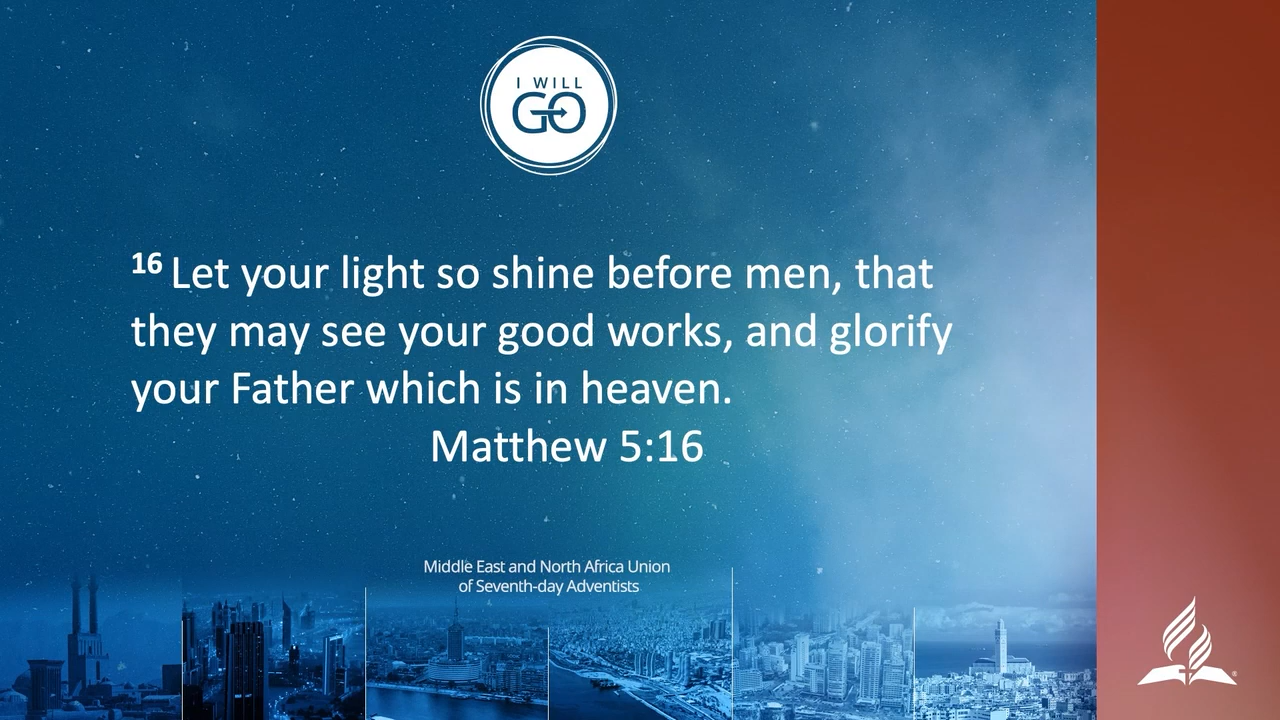 I WILL
GO
16 Let your light so shine before men, that
they may see your good works, and glorify
your Father which is in heaven.
Matthew 5:16
Middle East and North Africa Union
of Seventh-day Adventists